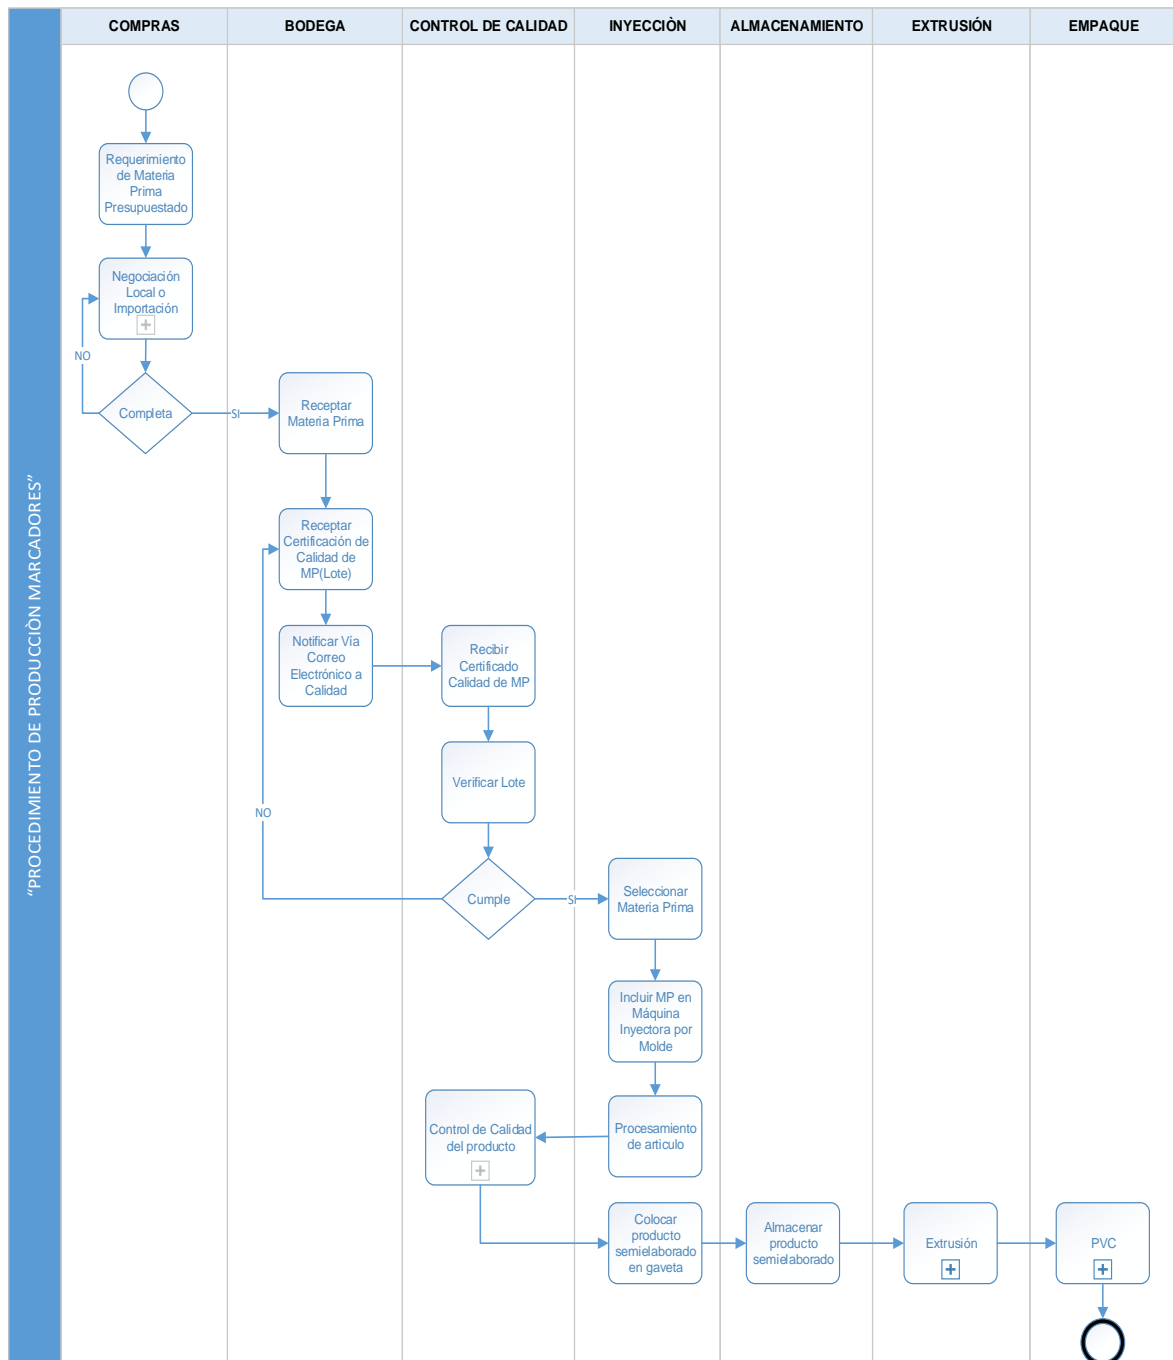 COMPRAS
BODEGA
CONTROL DE CALIDAD
INYECCIÒN
ALMACENAMIENTO
EXTRUSIÓN
EMPAQUE
“PROCEDIMIENTO DE PRODUCCIÒN MARCADORES”
Requerimiento
de Materia
Prima
Presupuestado
Negociación
Local o
Importación
NO
Completa
SI
Receptar
Materia Prima
Receptar
Certificación de
Calidad de
MP(Lote)
Notificar Vía
Correo
Electrónico a
Calidad
Recibir
Certificado
Calidad de MP
Verificar Lote
NO
Cumple
SI
Seleccionar
Materia Prima
Incluir MP en
Máquina
Inyectora por
Molde
Control de Calidad
del producto
Procesamiento
de articulo
Colocar
producto
semielaborado
en gaveta
Almacenar
producto
semielaborado
Extrusión
PVC